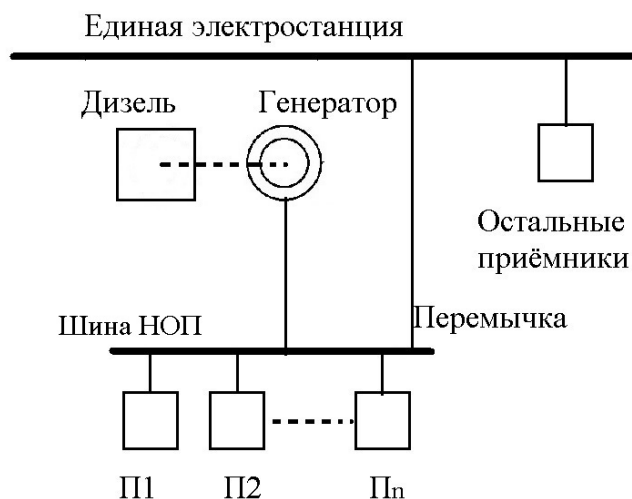 Единая электростанция
Дизель
Генератор
Остальные
приёмники
Шина НОП
Перемычка
П1
П2
Пn